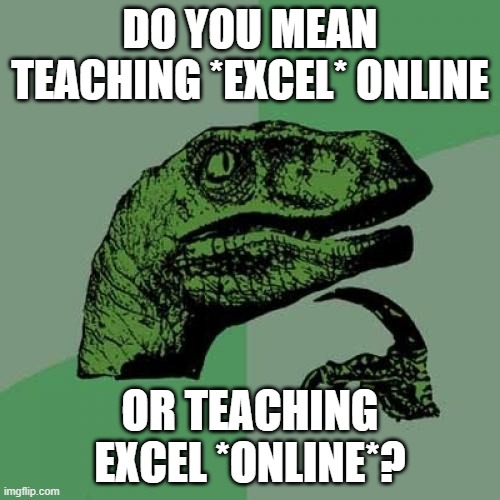 DO YOU MEAN
TEACHING *EXCEL* ONLINE
OR TEACHING
EXCEL *ONLINE*?
imgflip.com